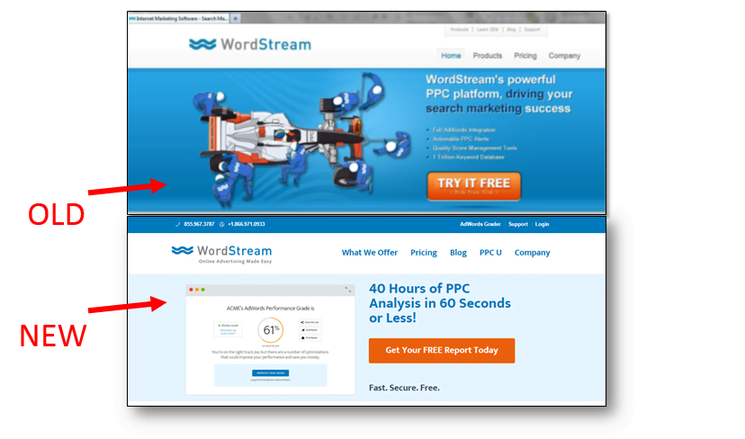 Internet Marketing Software - Search Ma...
Products | Learn SEM | Blog | Support
WordStream
Home Products Pricing Company
WordStream's powerful
PPC platform, driving your
search marketing success
Full AdWords Integration
Actionable PPC Alerts
Quality Score Management Tools
1 Trillion Keyword Database
TRY IT FREE
OLD
855.967.3787 +1.866.971.0933
AdWords Grader Support Login
WordStream
Online Advertising Made Easy
What We Offer Pricing Blog PPC U Company
NEW
ACME's AdWords Performance Grade is
61%
You're on the right track Joe, but there are a number of optimizations
that could improve your performance and save you money.
40 Hours of PPC
Analysis in 60 Seconds
or Less!
Get Your FREE Report Today
Fast. Secure. Free.